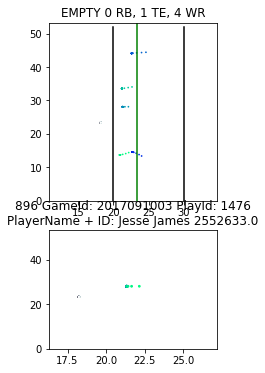 EMPTY 0 RB, 1 TE, 4 WR
50
40
30
20
10
0
15 20 25 30
896 GameId: 2017091003 PlayId: 1476
PlayerName + ID: Jesse James 2552633.0
40
20
0
17.5 20.0 22.5 25.0